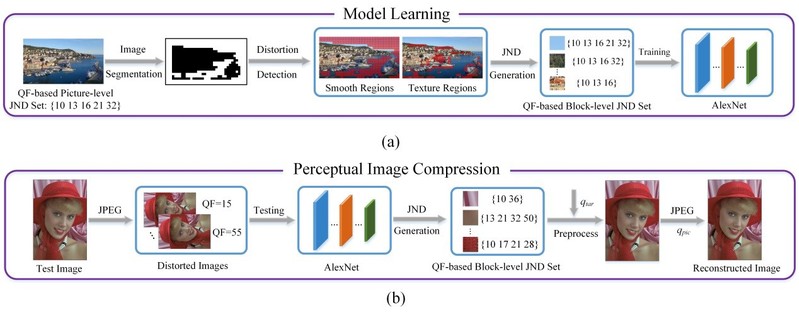 Model Learning
Image
Segmentation
Distortion
Detection
JND
Generation
Training
{10 13 16 21 32}
{10 13 16 32}
{10 13 16}
QF-based Picture-level
JND Set: {10 13 16 21 32}
Smooth Regions
Texture Regions
QF-based Block-level JND Set
AlexNet
(a)
Perceptual Image Compression
JPEG
QF=15
QF=55
Testing
JND
Generation
{10 36}
{13 21 32 50}
{10 17 21 28}
q_tar
Preprocess
JPEG
q_pic
Test Image
Distorted Images
AlexNet
QF-based Block-level JND Set
Reconstructed Image
(b)